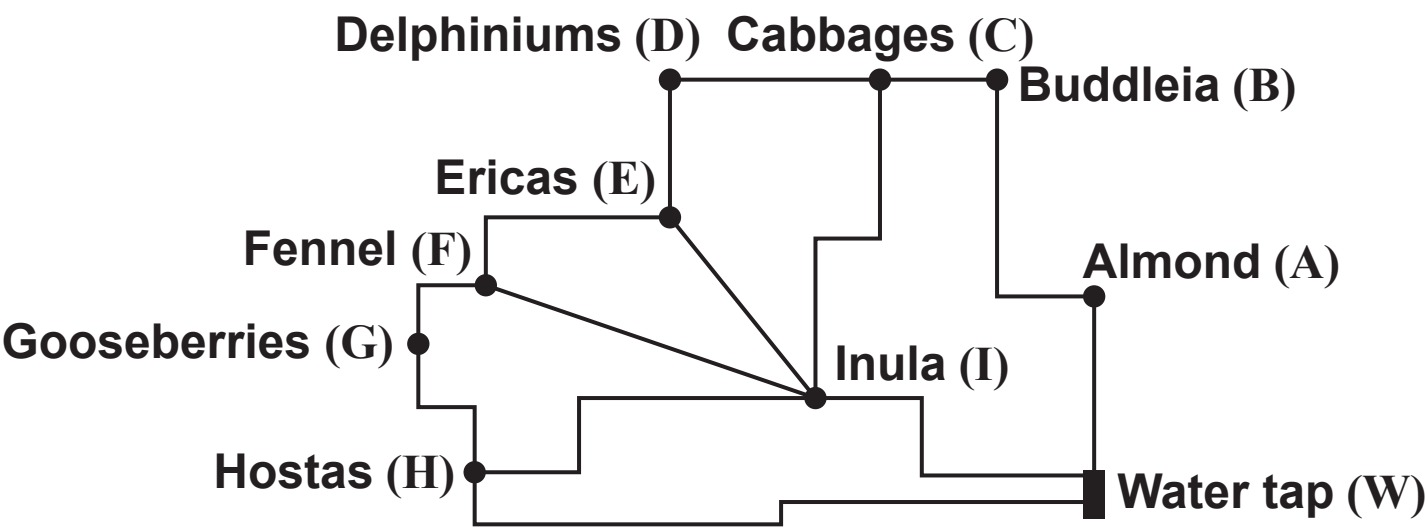 Delphiniums (D) Cabbages (C)
Buddleia (B)
Ericas (E)
Fennel (F)
Almond (A)
Gooseberries (G)
Inula (I)
Hostas (H)
Water tap (W)